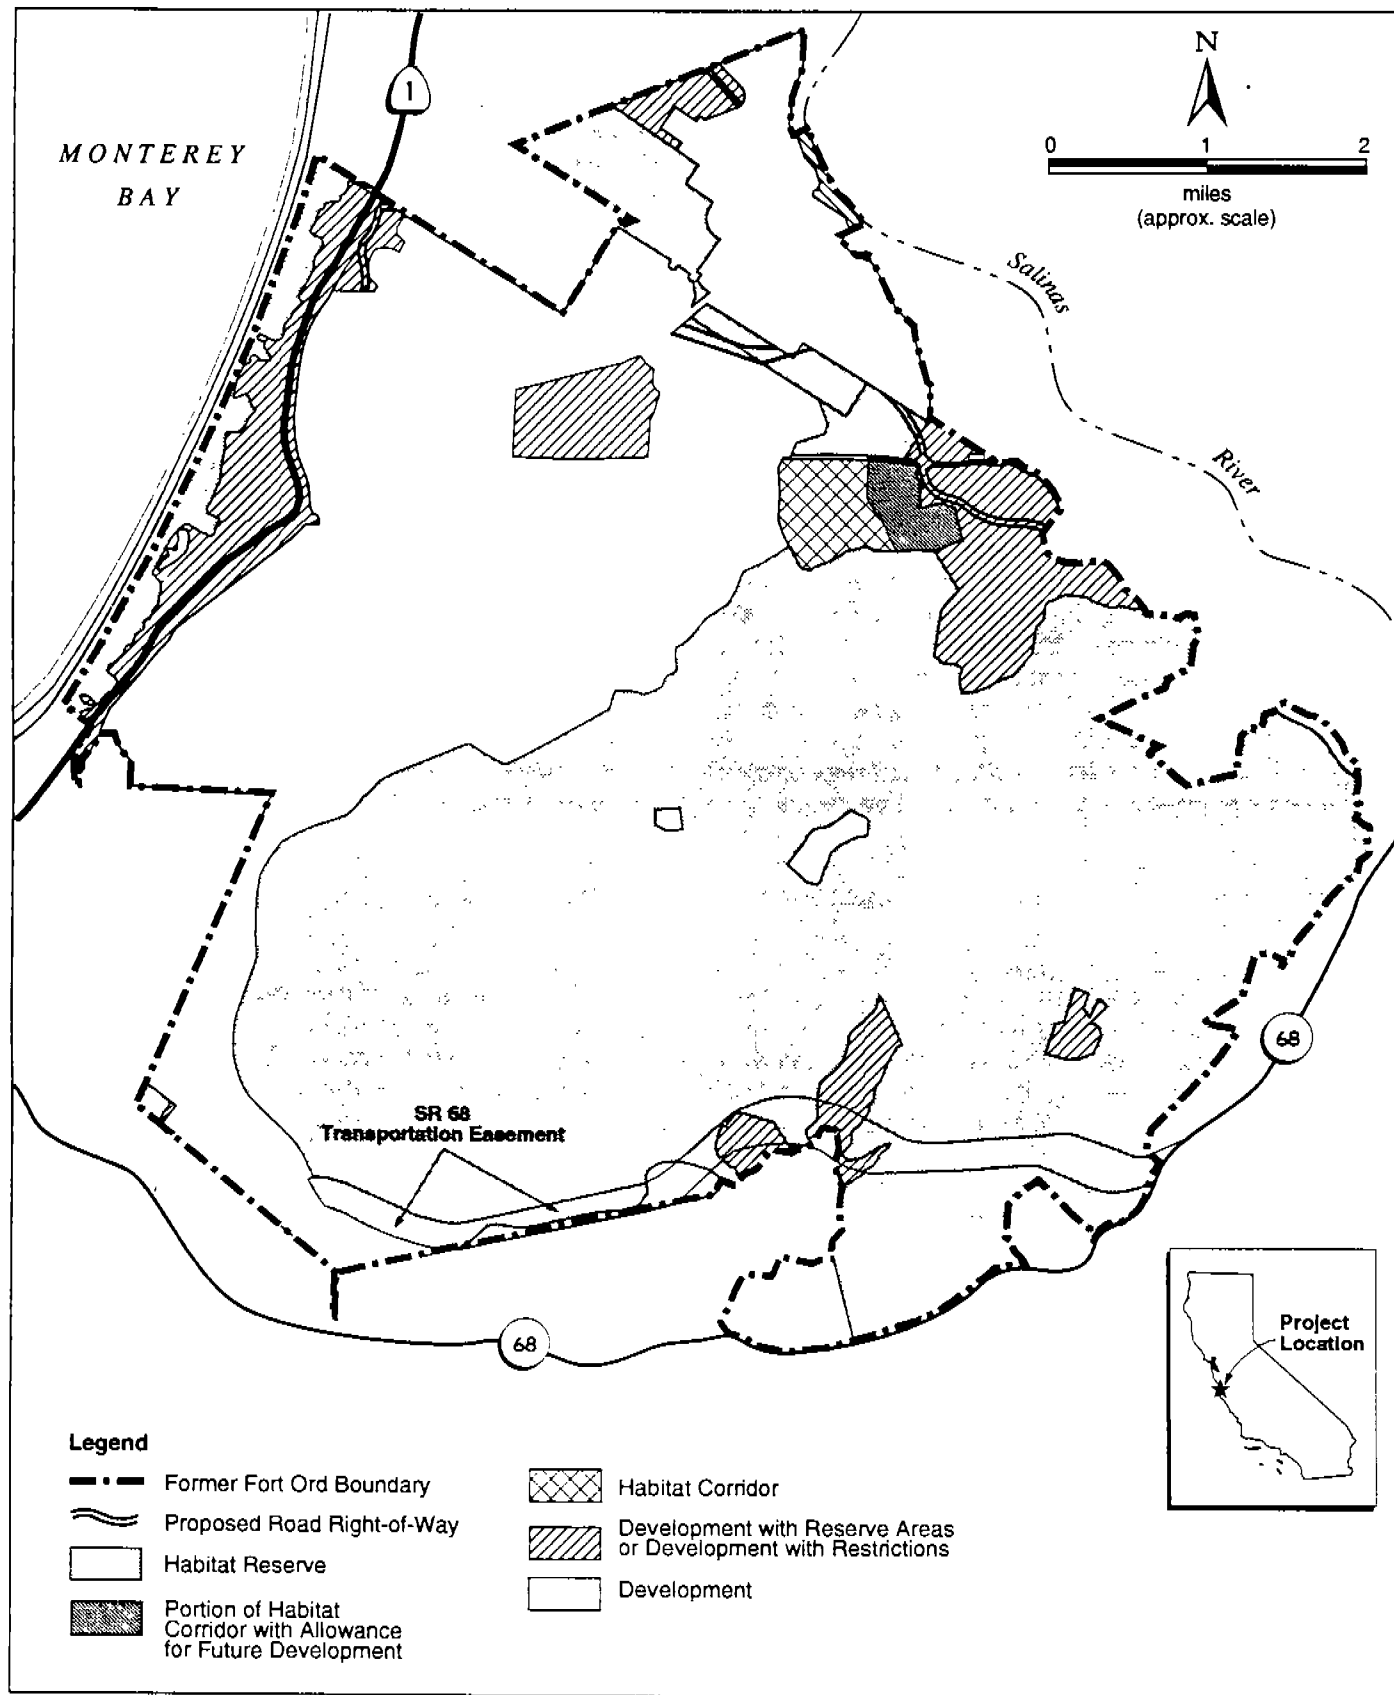 N
1
MONTEREY
BAY
0 1 2
miles
(approx. scale)
Salinas
River
68
SR 68
Transportation Easement
68
Project
Location
Legend
Former Fort Ord Boundary
Proposed Road Right-of-Way
Habitat Reserve
Portion of Habitat
Corridor with Allowance
for Future Development
Habitat Corridor
Development with Reserve Areas
or Development with Restrictions
Development